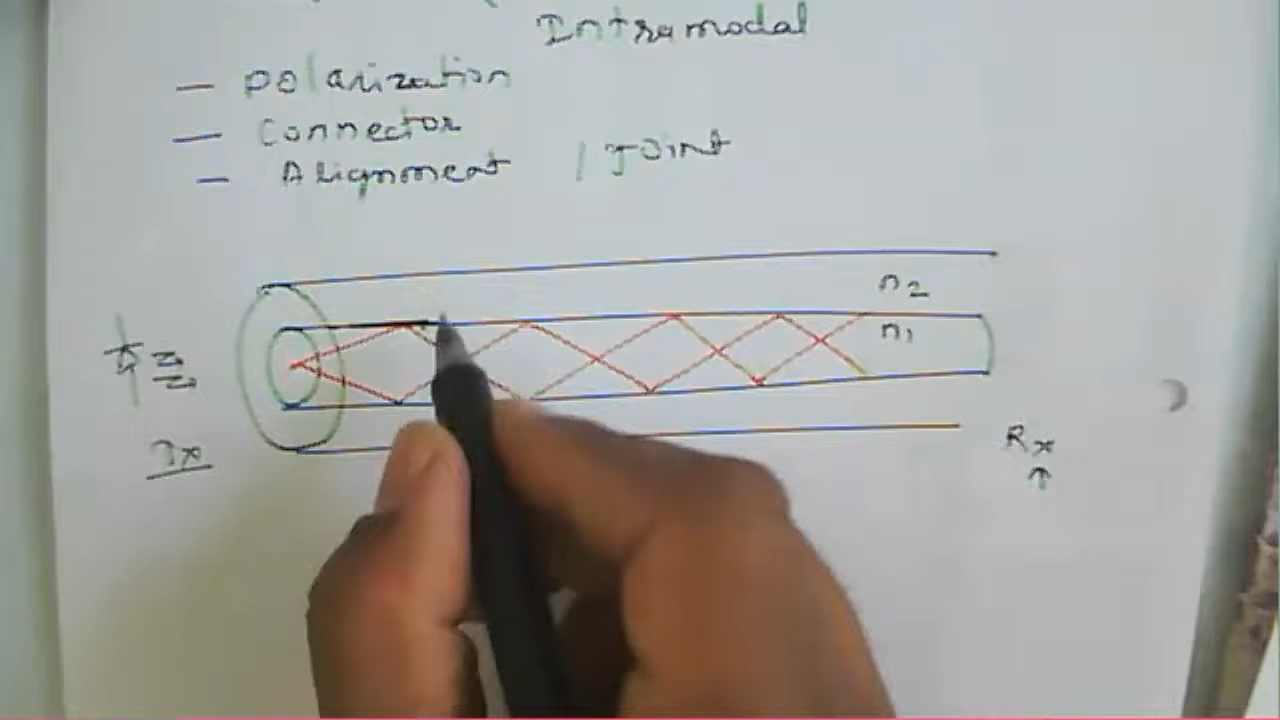 Intramodal
— Polarization
— Connector
— Alignment / Joint
n2
n1
Tx
Rx